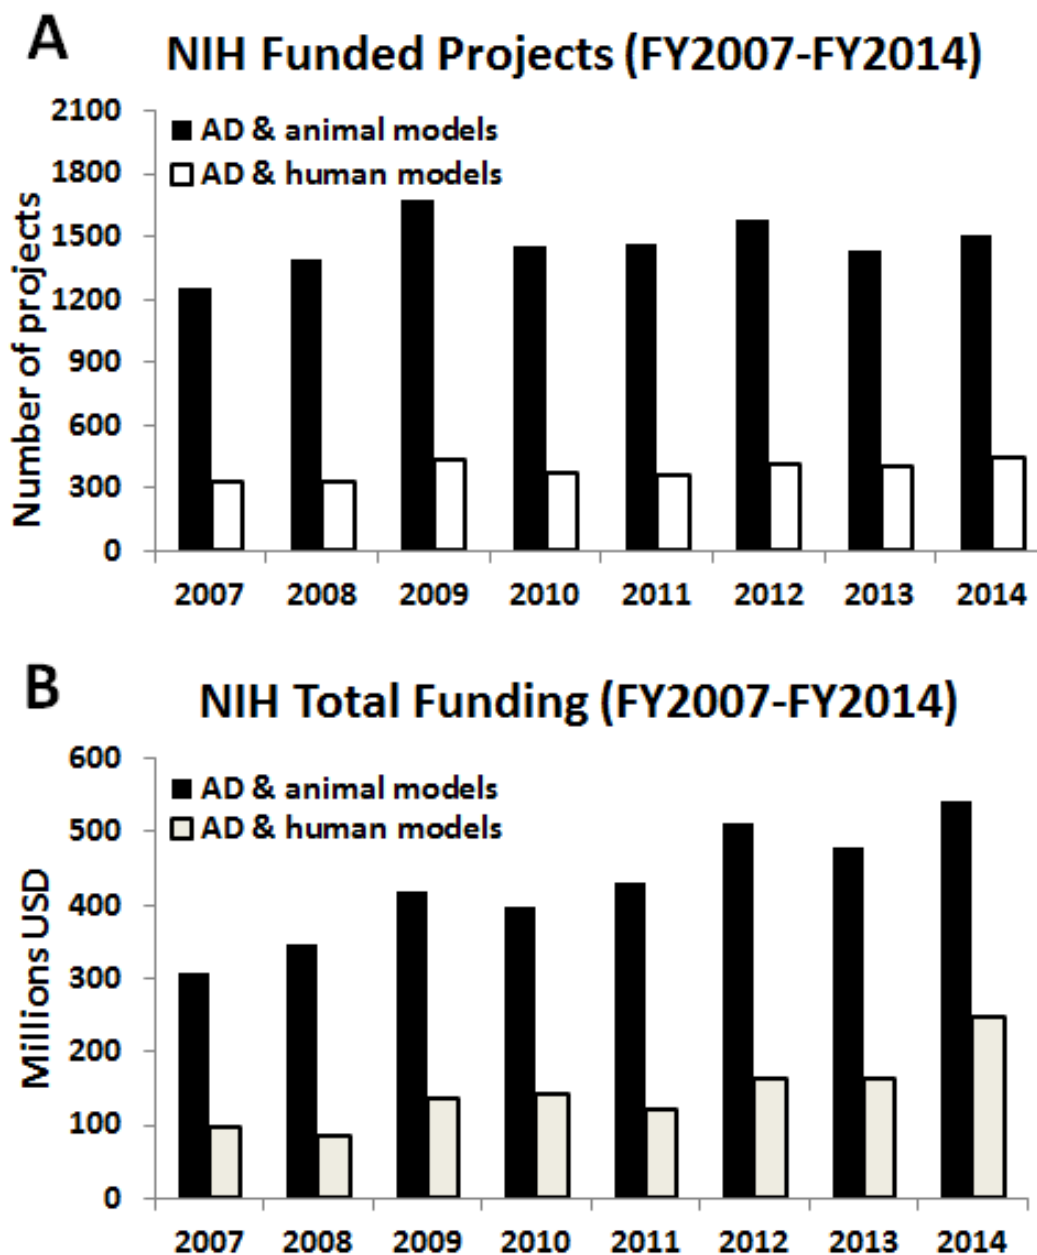 A
NIH Funded Projects (FY2007-FY2014)
2100
1800
1500
1200
900
600
300
0
Number of projects
AD & animal models
AD & human models
2007 2008 2009 2010 2011 2012 2013 2014
B
NIH Total Funding (FY2007-FY2014)
600
500
400
300
200
100
0
Millions USD
AD & animal models
AD & human models
2007 2008 2009 2010 2011 2012 2013 2014